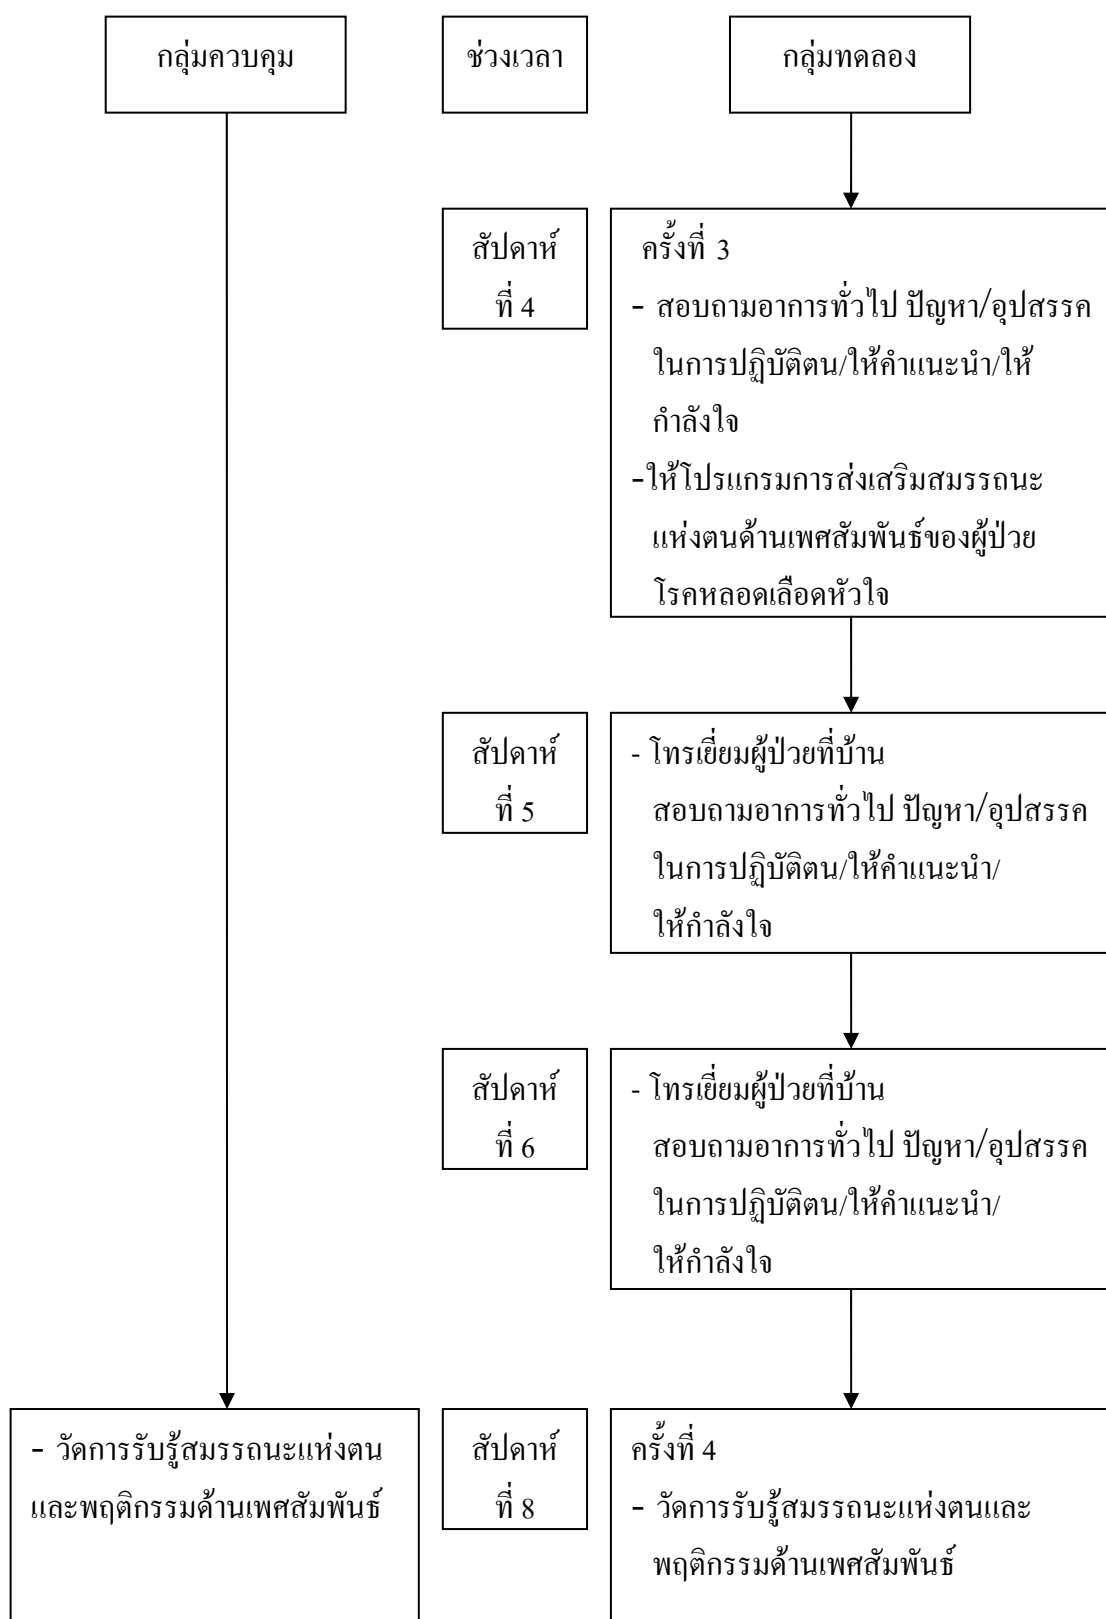 กลุ่มควบคุม
ช่วงเวลา
กลุ่มทดลอง
สัปดาห์
ที่ 4
ครั้งที่ 3
- สอบถามอาการทั่วไป ปัญหา/อุปสรรค
ในการปฏิบัติตน/ให้คำแนะนำ/ให้
กำลังใจ
-ให้โปรแกรมการส่งเสริมสมรรถนะ
แห่งตนด้านเพศสัมพันธ์ของผู้ป่วย
โรคหลอดเลือดหัวใจ
สัปดาห์
ที่ 5
- โทรเยี่ยมผู้ป่วยที่บ้าน
สอบถามอาการทั่วไป ปัญหา/อุปสรรค
ในการปฏิบัติตน/ให้คำแนะนำ/
ให้กำลังใจ
สัปดาห์
ที่ 6
- โทรเยี่ยมผู้ป่วยที่บ้าน
สอบถามอาการทั่วไป ปัญหา/อุปสรรค
ในการปฏิบัติตน/ให้คำแนะนำ/
ให้กำลังใจ
- วัดการรับรู้สมรรถนะแห่งตน
และพฤติกรรมด้านเพศสัมพันธ์
สัปดาห์
ที่ 8
ครั้งที่ 4
- วัดการรับรู้สมรรถนะแห่งตนและ
พฤติกรรมด้านเพศสัมพันธ์